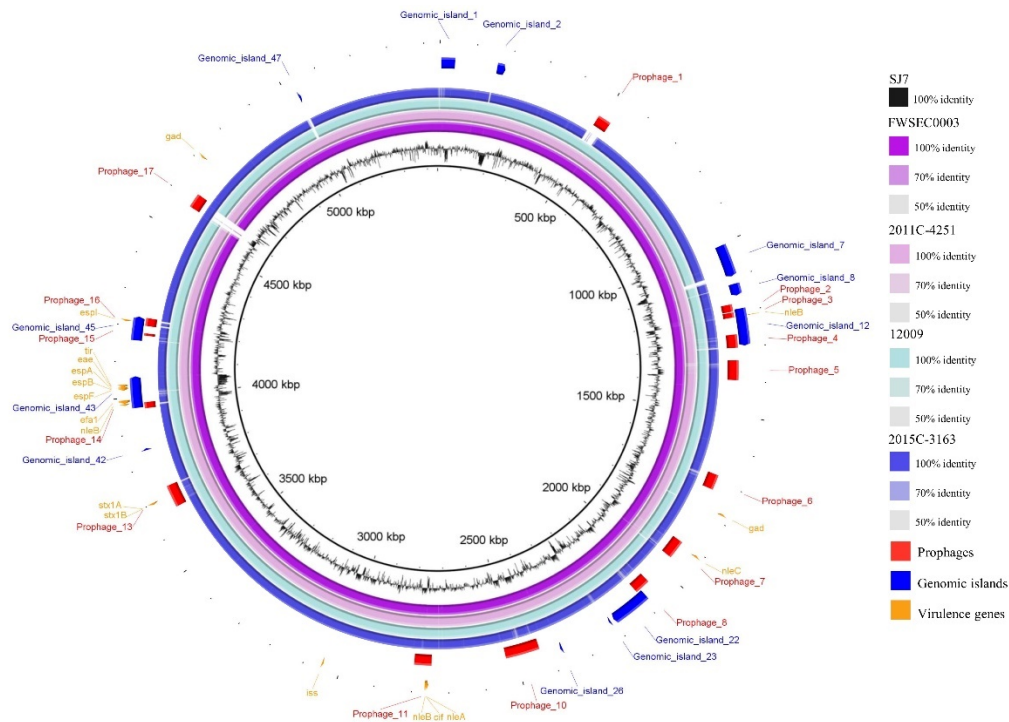 Genomic_island_1
Genomic_island_2
Genomic_island_47
Prophage_1
gad
Prophage_17
Genomic_island_7
Genomic_island_8
Prophage_2
Prophage_3
nleB
Genomic_island_12
Prophage_4
Prophage_5
Prophage_16
espI
Genomic_island_45
Prophage_15
tir
eae
espA
espB
espF
Genomic_island_43
efa1
nleB
Prophage_14
Genomic_island_42
stx1A
stx1B
Prophage_13
Prophage_6
gad
nleC
Prophage_7
Prophage_8
Genomic_island_22
Genomic_island_23
Genomic_island_26
Prophage_10
iss
Prophage_11
nleB cif nleA
500 kbp
1000 kbp
1500 kbp
2000 kbp
2500 kbp
3000 kbp
3500 kbp
4000 kbp
4500 kbp
5000 kbp
SJ7
100% identity
FWSEC0003
100% identity
70% identity
50% identity
2011C-4251
100% identity
70% identity
50% identity
12009
100% identity
70% identity
50% identity
2015C-3163
100% identity
70% identity
50% identity
Prophages
Genomic islands
Virulence genes